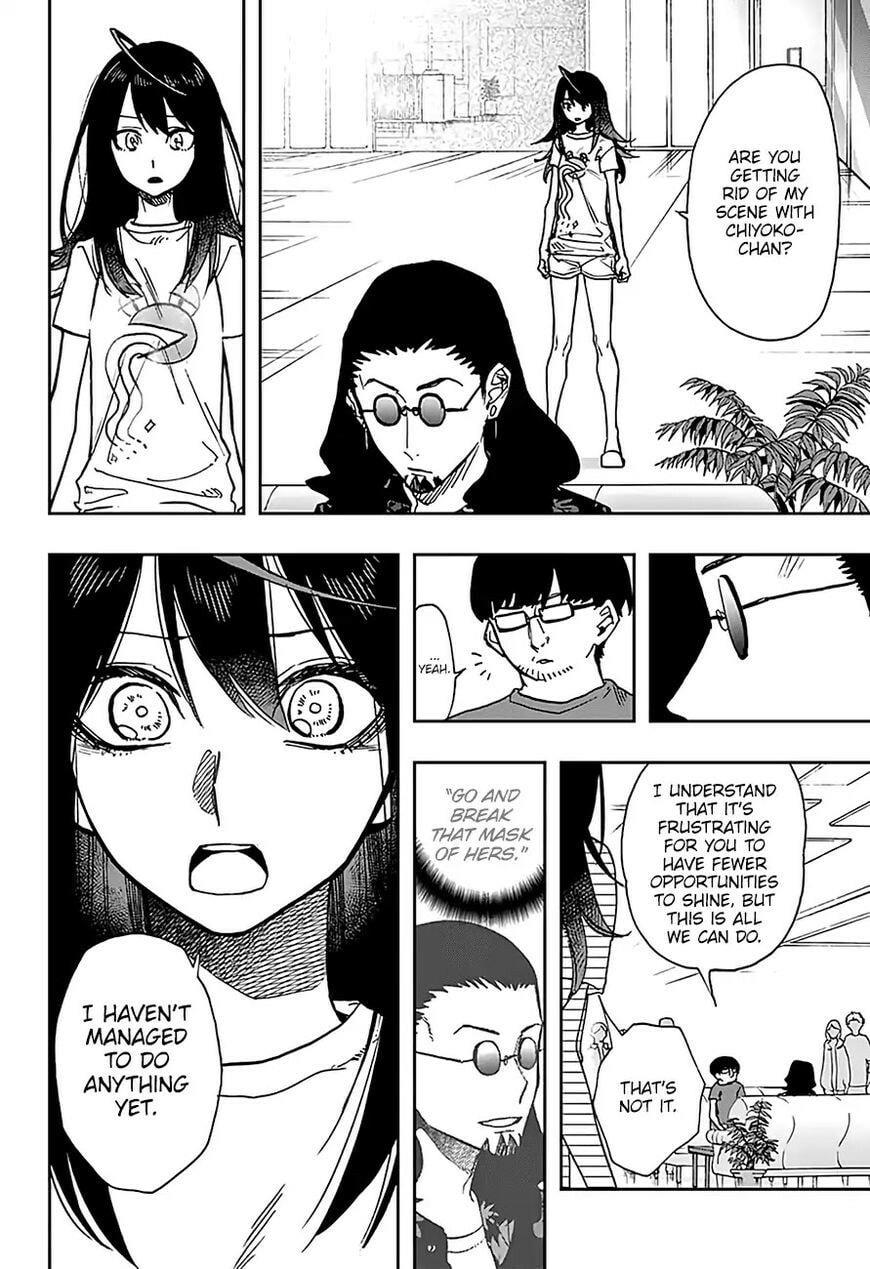 ARE YOU
GETTING
RID OF MY
SCENE WITH
CHIYOKO-
CHAN?
...
YEAH.
I UNDERSTAND
THAT IT'S
FRUSTRATING
FOR YOU TO
HAVE FEWER
OPPORTUNITIES
TO SHINE, BUT
THIS IS ALL
WE CAN DO.
THAT'S
NOT IT.
"GO AND
BREAK
THAT MASK
OF HERS."
I HAVEN'T
MANAGED
TO DO
ANYTHING
YET.